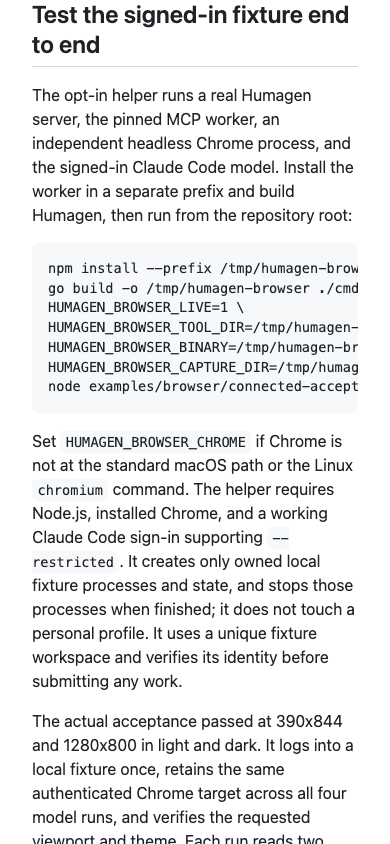 Test the signed-in fixture end
to end
The opt-in helper runs a real Humagen
server, the pinned MCP worker, an
independent headless Chrome process, and
the signed-in Claude Code model. Install the
worker in a separate prefix and build
Humagen, then run from the repository root:
npm install --prefix /tmp/humagen-brow
go build -o /tmp/humagen-browser ./cmd
HUMAGEN_BROWSER_LIVE=1 \
HUMAGEN_BROWSER_TOOL_DIR=/tmp/humagen-
HUMAGEN_BROWSER_BINARY=/tmp/humagen-br
HUMAGEN_BROWSER_CAPTURE_DIR=/tmp/humag
node examples/browser/connected-accept
Set HUMAGEN_BROWSER_CHROME if Chrome is
not at the standard macOS path or the Linux
chromium command. The helper requires
Node.js, installed Chrome, and a working
Claude Code sign-in supporting --
restricted. It creates only owned local
fixture processes and state, and stops those
processes when finished; it does not touch a
personal profile. It uses a unique fixture
workspace and verifies its identity before
submitting any work.
The actual acceptance passed at 390x844
and 1280x800 in light and dark. It logs into a
local fixture once, retains the same
authenticated Chrome target across all four
model runs, and verifies the requested
viewport and theme. Each run reads two